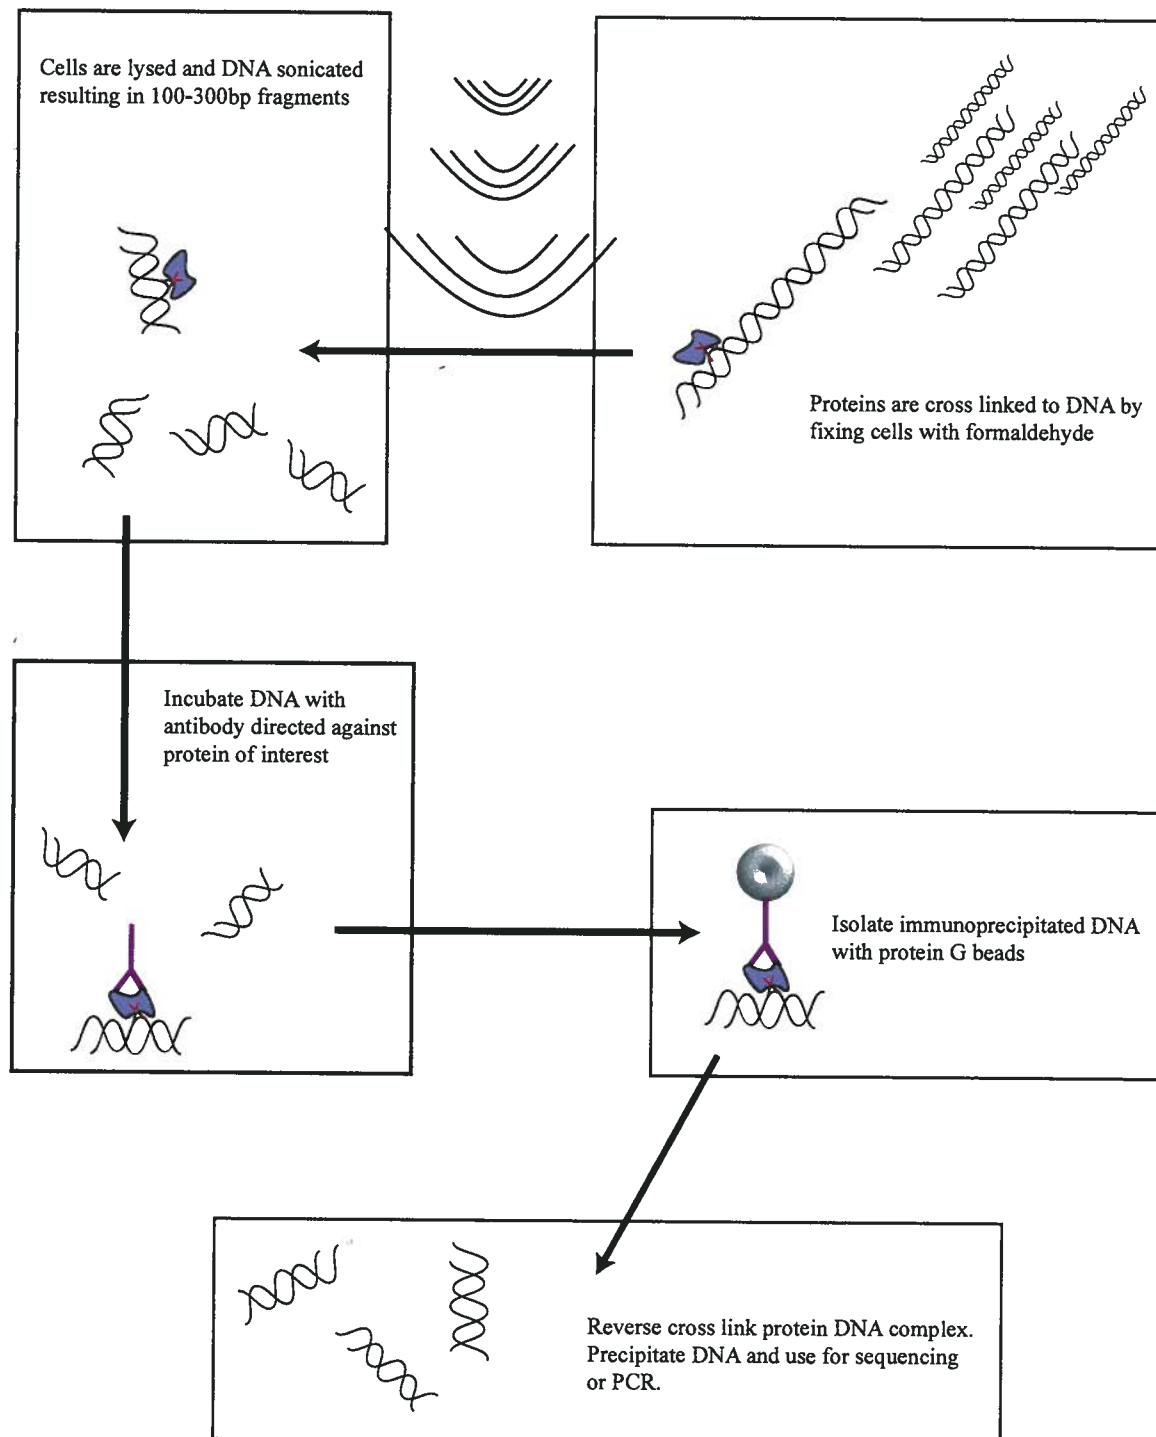 Cells are lysed and DNA sonicated
resulting in 100-300bp fragments
Proteins are cross linked to DNA by
fixing cells with formaldehyde
Incubate DNA with
antibody directed against
protein of interest
Isolate immunoprecipitated DNA
with protein G beads
Reverse cross link protein DNA complex.
Precipitate DNA and use for sequencing
or PCR.